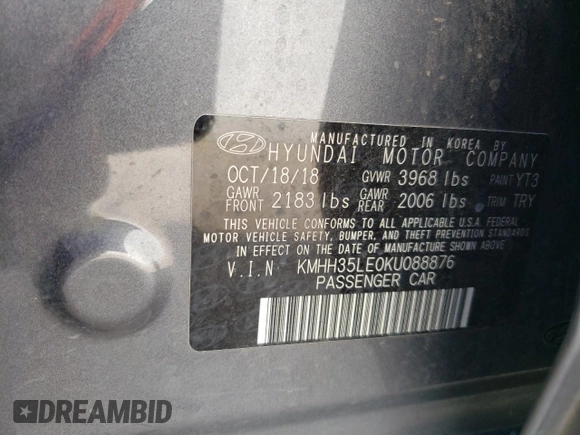 MANUFACTURED IN KOREA BY
HYUNDAI MOTOR COMPANY
OCT/18/18 GVWR 3968 lbs PAINT YT3
GAWR FRONT 2183 lbs GAWR REAR 2006 lbs TRIM TRY
THIS VEHICLE CONFORMS TO ALL APPLICABLE U.S.A. FEDERAL
MOTOR VEHICLE SAFETY, BUMPER, AND THEFT PREVENTION STANDARDS
IN EFFECT ON THE DATE OF MANUFACTURE SHOWN ABOVE
V.I.N KMHH35LE0KU088876
PASSENGER CAR
DREAMBID